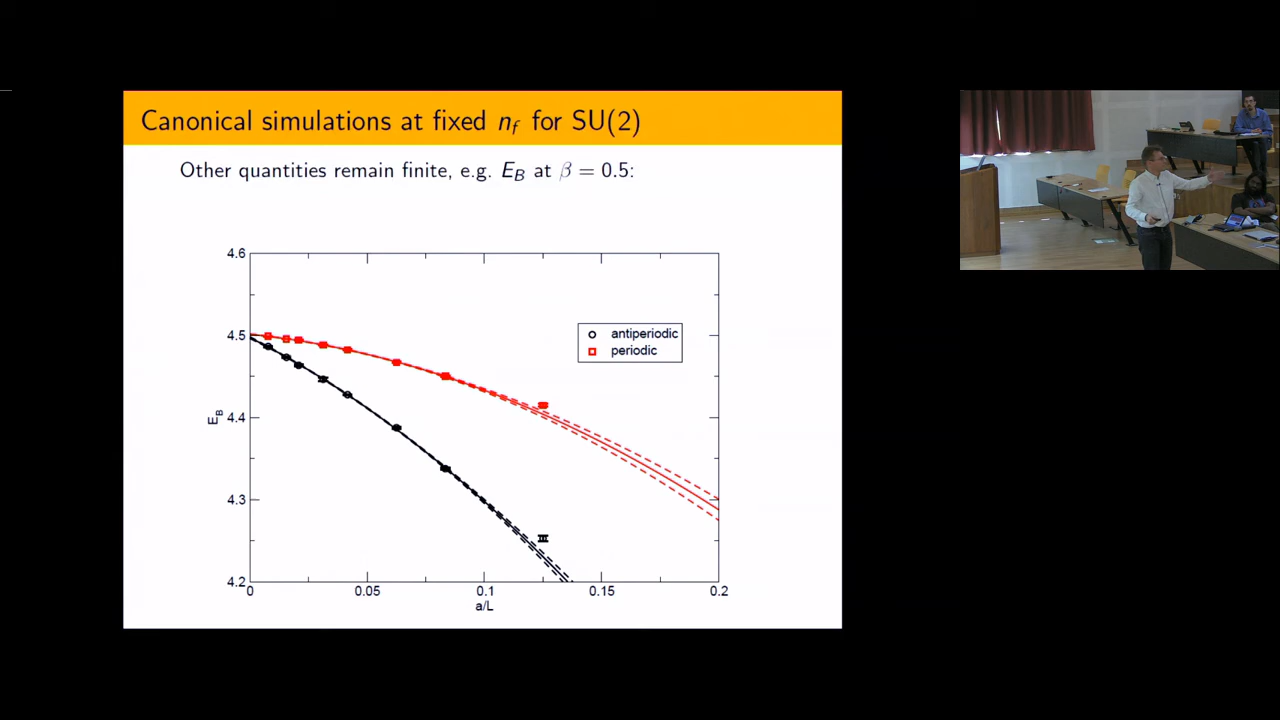 Canonical simulations at fixed n_f for SU(2)
Other quantities remain finite, e.g. E_B at β = 0.5:
4.6
4.5
4.4
4.3
4.2
E_B
antiperiodic
periodic
0 0.05 0.1 0.15 0.2
a/L